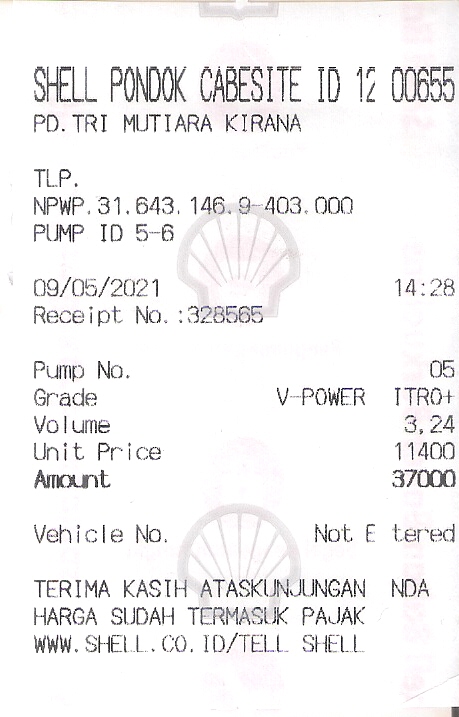 SHELL PONDOK CABESITE ID 12 00655
PD.TRI MUTIARA KIRANA
TLP.
NPWP.31.643.146.9-403.000
PUMP ID 5-6
09/05/2021 14:28
Receipt No.:328565
Pump No. 05
Grade V-POWER ITRO+
Volume 3,24
Unit Price 11400
Amount 37000
Vehicle No. Not E tered
TERIMA KASIH ATASKUNJUNGAN NDA
HARGA SUDAH TERMASUK PAJAK
WWW.SHELL.CO.ID/TELL SHELL